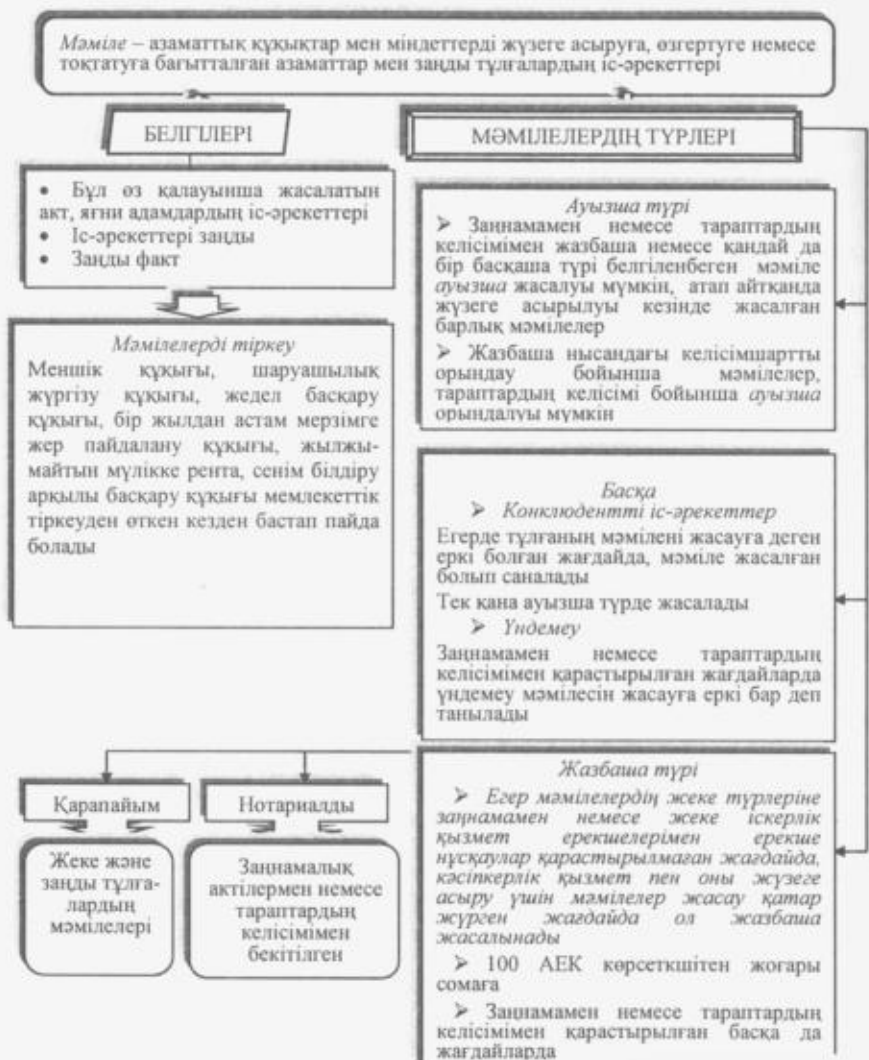 Мәміле – азаматтық құқықтар мен міндеттерді жүзеге асыруға, өзгертуге немесе
тоқтатуға бағытталған азаматтар мен заңды тұлғалардың іс-әрекеттері
БЕЛГІЛЕРІ
• Бұл өз қалауынша жасалатын
акт, яғни адамдардың іс-әрекеттері
• Іс-әрекеттері заңды
• Заңды факт
Мәмілелерді тіркеу
Меншік құқығы, шаруашылық
жүргізу құқығы, жедел басқару
құқығы, бір жылдан астам мерзімге
жер пайдалану құқығы, жылжы-
майтын мүлікке рента, сенім білдіру
арқылы басқару құқығы мемлекеттік
тіркеуден өткен кезден бастап пайда
болады
МӘМІЛЕЛЕРДІҢ ТҮРЛЕРІ
Ауызша түрі
➢ Заңнамамен немесе тараптардың
келісімімен жазбаша немесе қандай да
бір басқаша түрі белгіленбеген мәміле
ауызша жасалуы мүмкін, атап айтқанда
жүзеге асырылуы кезінде жасалған
барлық мәмілелер
➢ Жазбаша нысандағы келісімшартты
орындау бойынша мәмілелер,
тараптардың келісімі бойынша ауызша
орындалуы мүмкін
Басқа
➢ Конклюдентті іс-әрекеттер
Егерде тұлғаның мәмілені жасауға деген
еркі болған жағдайда, мәміле жасалған
болып саналады
Тек қана ауызша түрде жасалады
➢ Үндемеу
Заңнамамен немесе тараптардың
келісімімен қарастырылған жағдайларда
үндемеу мәмілесін жасауға еркі бар деп
танылады
Жазбаша түрі
➢ Егер мәмілелердің жеке түрлеріне
заңнамамен немесе жеке іскерлік
қызмет ерекшелерімен ерекше
нұсқаулар қарастырылмаған жағдайда,
кәсіпкерлік қызмет пен оны жүзеге
асыру үшін мәмілелер жасау қатар
жүрген жағдайда ол жазбаша
жасалынады
➢ 100 АЕК көрсеткшітен жоғары
сомаға
➢ Заңнамамен немесе тараптардың
келісімімен қарастырылған басқа да
жағдайларда
Қарапайым
Жеке және
заңды тұлға-
лардың
мәмілелері
Нотариалды
Заңнамалық
актілермен немесе
тараптардың
келісімімен
бекітілген